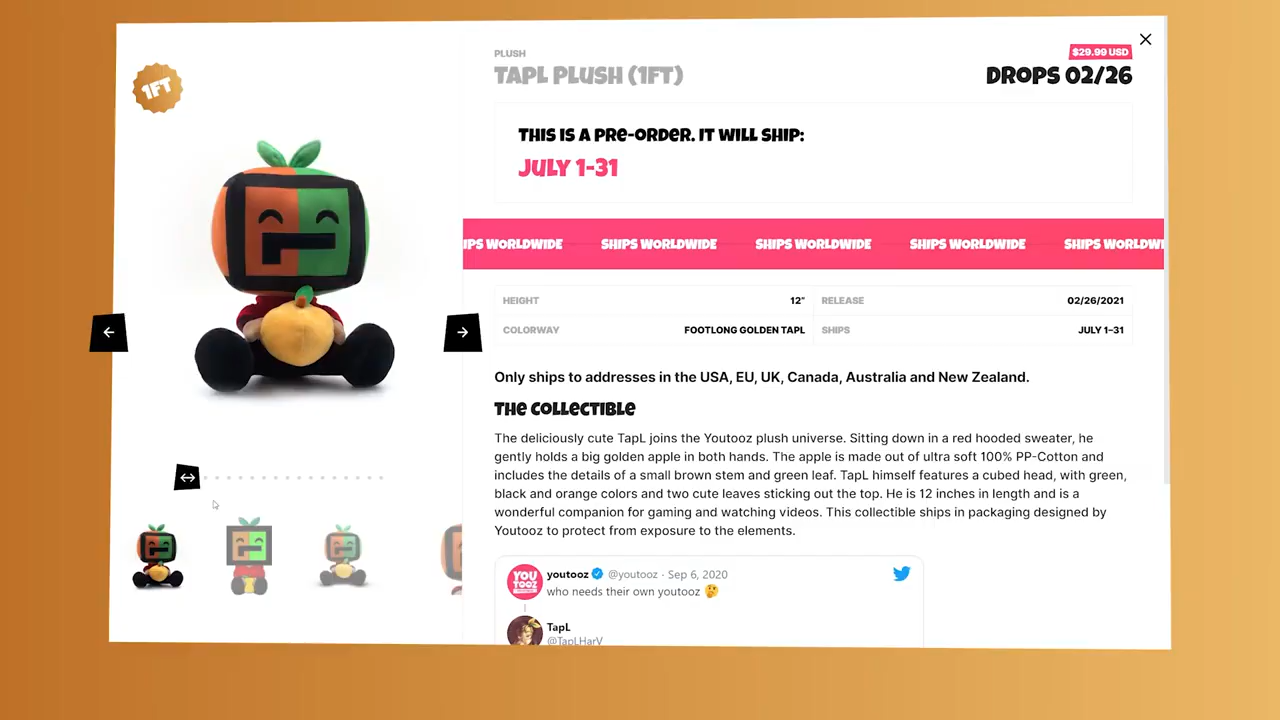 1FT
PLUSH
TAPL PLUSH (1FT)
$29.99 USD
DROPS 02/26
THIS IS A PRE-ORDER. IT WILL SHIP:
JULY 1-31
IPS WORLDWIDE SHIPS WORLDWIDE SHIPS WORLDWIDE SHIPS WORLDWIDE SHIPS WORLDWI
HEIGHT 12" RELEASE 02/26/2021
COLORWAY FOOTLONG GOLDEN TAPL SHIPS JULY 1–31
Only ships to addresses in the USA, EU, UK, Canada, Australia and New Zealand.
THE COLLECTIBLE
The deliciously cute TapL joins the Youtooz plush universe. Sitting down in a red hooded sweater, he
gently holds a big golden apple in both hands. The apple is made out of ultra soft 100% PP-Cotton and
includes the details of a small brown stem and green leaf. TapL himself features a cubed head, with green,
black and orange colors and two cute leaves sticking out the top. He is 12 inches in length and is a
wonderful companion for gaming and watching videos. This collectible ships in packaging designed by
Youtooz to protect from exposure to the elements.
YOU
TOOZ
youtooz @youtooz · Sep 6, 2020
who needs their own youtooz 🤔
TapL
@TapLHarV